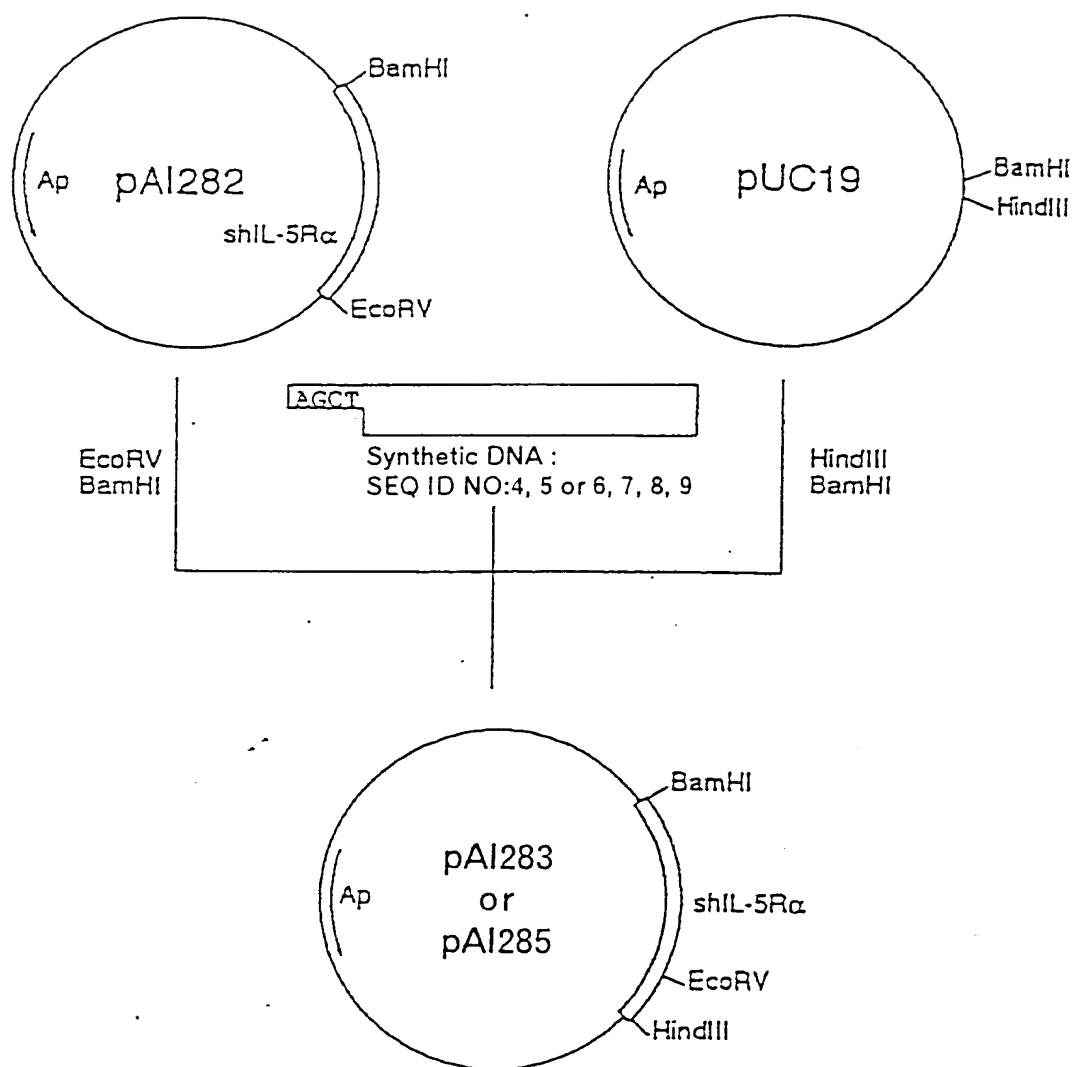 BamHI
Ap
pAI282
shIL-5Rα
EcoRV
Ap
pUC19
BamHI
HindIII
AGCT
EcoRV
BamHI
Synthetic DNA :
SEQ ID NO:4, 5 or 6, 7, 8, 9
HindIII
BamHI
BamHI
Ap
pAI283
or
pAI285
shIL-5Rα
EcoRV
HindIII